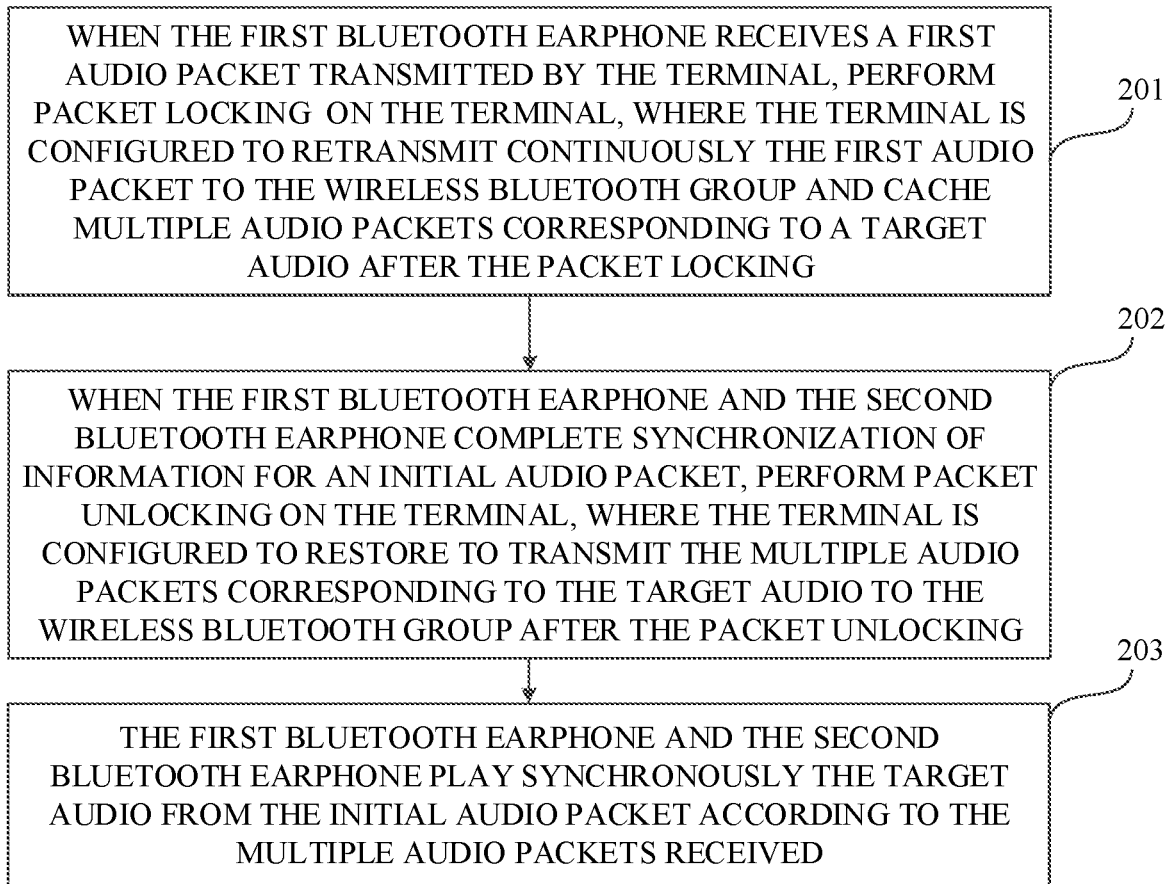 WHEN THE FIRST BLUETOOTH EARPHONE RECEIVES A FIRST
AUDIO PACKET TRANSMITTED BY THE TERMINAL, PERFORM
PACKET LOCKING ON THE TERMINAL, WHERE THE TERMINAL IS
CONFIGURED TO RETRANSMIT CONTINUOUSLY THE FIRST AUDIO
PACKET TO THE WIRELESS BLUETOOTH GROUP AND CACHE
MULTIPLE AUDIO PACKETS CORRESPONDING TO A TARGET
AUDIO AFTER THE PACKET LOCKING
201
WHEN THE FIRST BLUETOOTH EARPHONE AND THE SECOND
BLUETOOTH EARPHONE COMPLETE SYNCHRONIZATION OF
INFORMATION FOR AN INITIAL AUDIO PACKET, PERFORM PACKET
UNLOCKING ON THE TERMINAL, WHERE THE TERMINAL IS
CONFIGURED TO RESTORE TO TRANSMIT THE MULTIPLE AUDIO
PACKETS CORRESPONDING TO THE TARGET AUDIO TO THE
WIRELESS BLUETOOTH GROUP AFTER THE PACKET UNLOCKING
202
THE FIRST BLUETOOTH EARPHONE AND THE SECOND
BLUETOOTH EARPHONE PLAY SYNCHRONOUSLY THE TARGET
AUDIO FROM THE INITIAL AUDIO PACKET ACCORDING TO THE
MULTIPLE AUDIO PACKETS RECEIVED
203